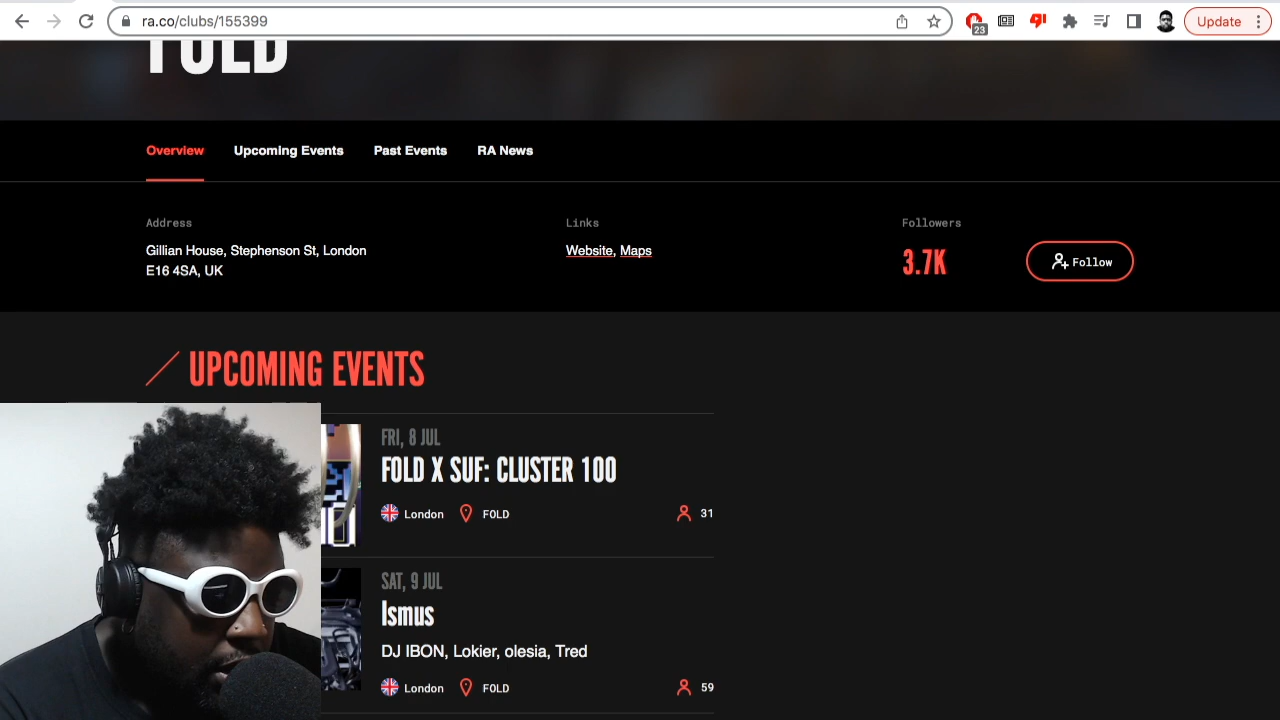 ra.co/clubs/155399
23
Update
FOLD
Overview
Upcoming Events
Past Events
RA News
Address
Links
Followers
Gillian House, Stephenson St, London
E16 4SA, UK
Website, Maps
3.7K
Follow
UPCOMING EVENTS
FRI, 8 JUL
FOLD X SUF: CLUSTER 100
London
FOLD
31
SAT, 9 JUL
Ismus
DJ IBON, Lokier, olesia, Tred
London
FOLD
59